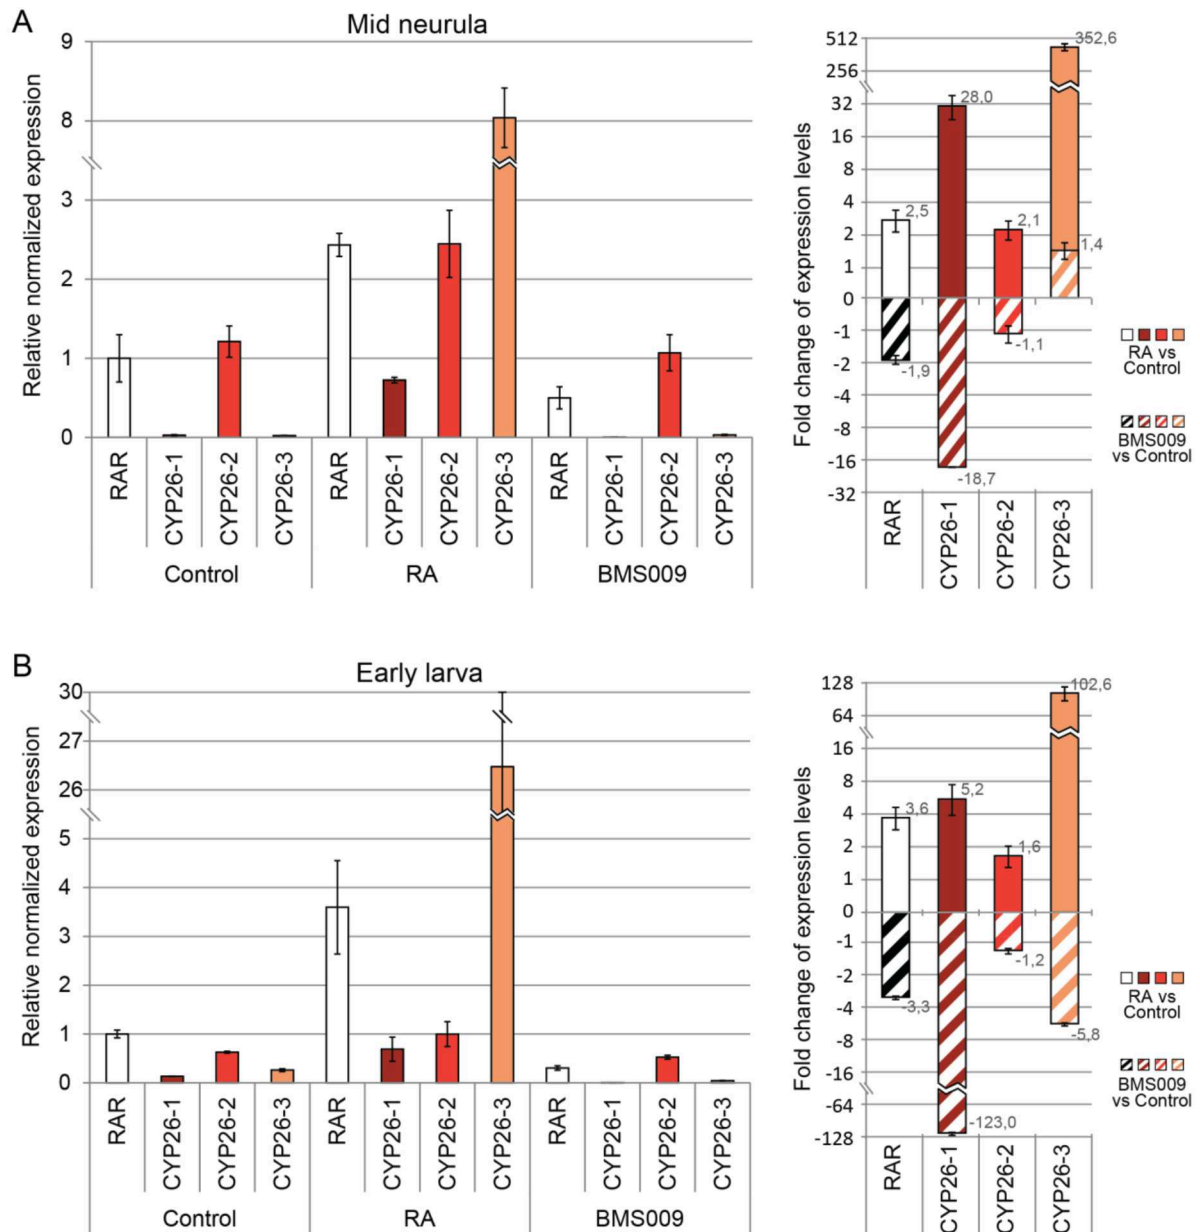 A
Mid neurula
Relative normalized expression
9
8
3
2
1
0
RAR
CYP26-1
CYP26-2
CYP26-3
RAR
CYP26-1
CYP26-2
CYP26-3
RAR
CYP26-1
CYP26-2
CYP26-3
Control
RA
BMS009
Fold change of expression levels
512
256
32
16
8
4
2
1
0
-1
-2
-4
-8
-16
-32
352,6
28,0
2,5
2,1
1,4
-1,9
-1,1
-18,7
RAR
CYP26-1
CYP26-2
CYP26-3
RA vs
Control
BMS009
vs Control
B
Early larva
Relative normalized expression
30
27
26
5
4
3
2
1
0
RAR
CYP26-1
CYP26-2
CYP26-3
RAR
CYP26-1
CYP26-2
CYP26-3
RAR
CYP26-1
CYP26-2
CYP26-3
Control
RA
BMS009
Fold change of expression levels
128
64
16
8
4
2
1
0
-1
-2
-4
-8
-16
-64
-128
102,6
5,2
3,6
1,6
-1,2
-3,3
-5,8
-123,0
RAR
CYP26-1
CYP26-2
CYP26-3
RA vs
Control
BMS009
vs Control